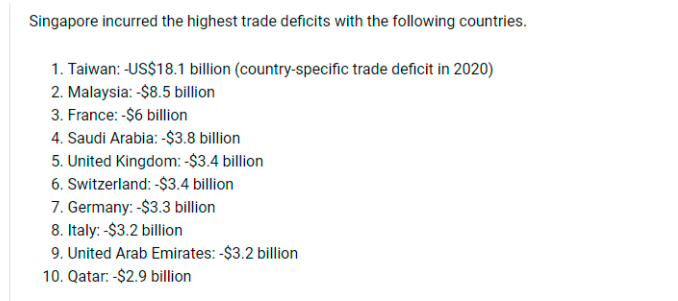 Singapore incurred the highest trade deficits with the following countries.
1. Taiwan: -US$18.1 billion (country-specific trade deficit in 2020)
2. Malaysia: -$8.5 billion
3. France: -$6 billion
4. Saudi Arabia: -$3.8 billion
5. United Kingdom: -$3.4 billion
6. Switzerland: -$3.4 billion
7. Germany: -$3.3 billion
8. Italy: -$3.2 billion
9. United Arab Emirates: -$3.2 billion
10. Qatar: -$2.9 billion